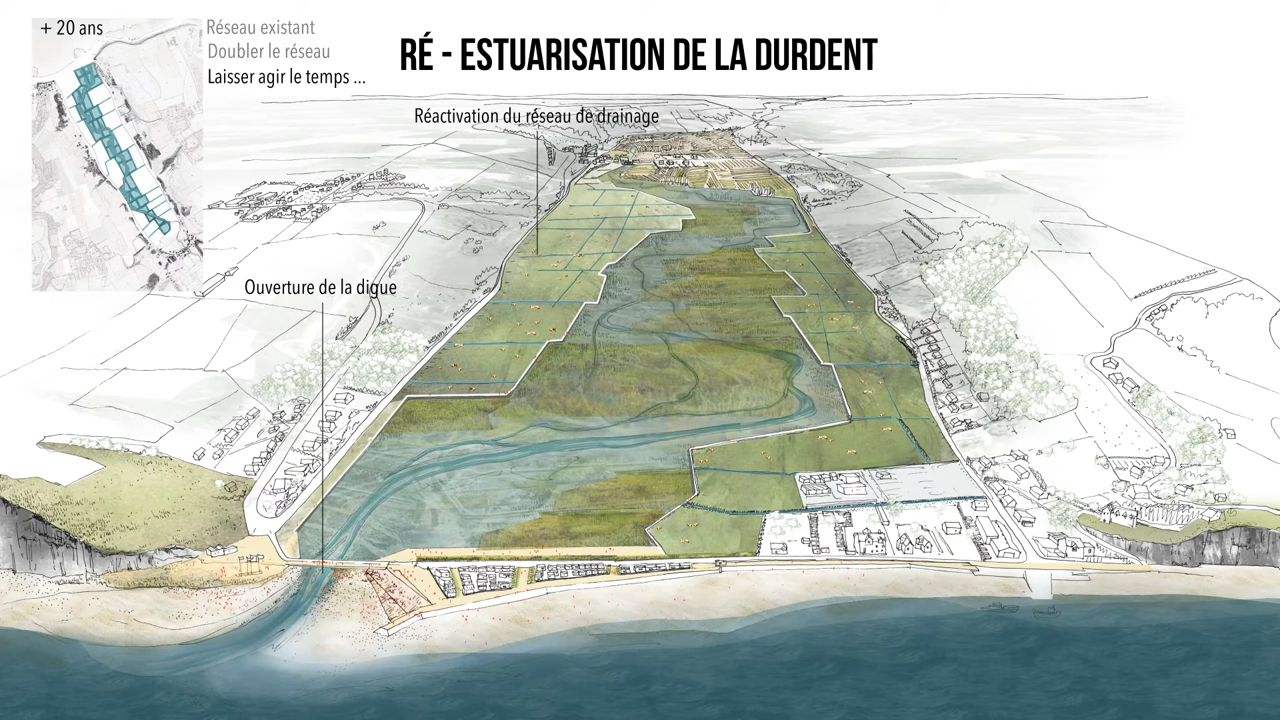 + 20 ans
Réseau existant
Doubler le réseau
Laisser agir le temps ...
RÉ - ESTUARISATION DE LA DURDENT
Réactivation du réseau de drainage
Ouverture de la digue